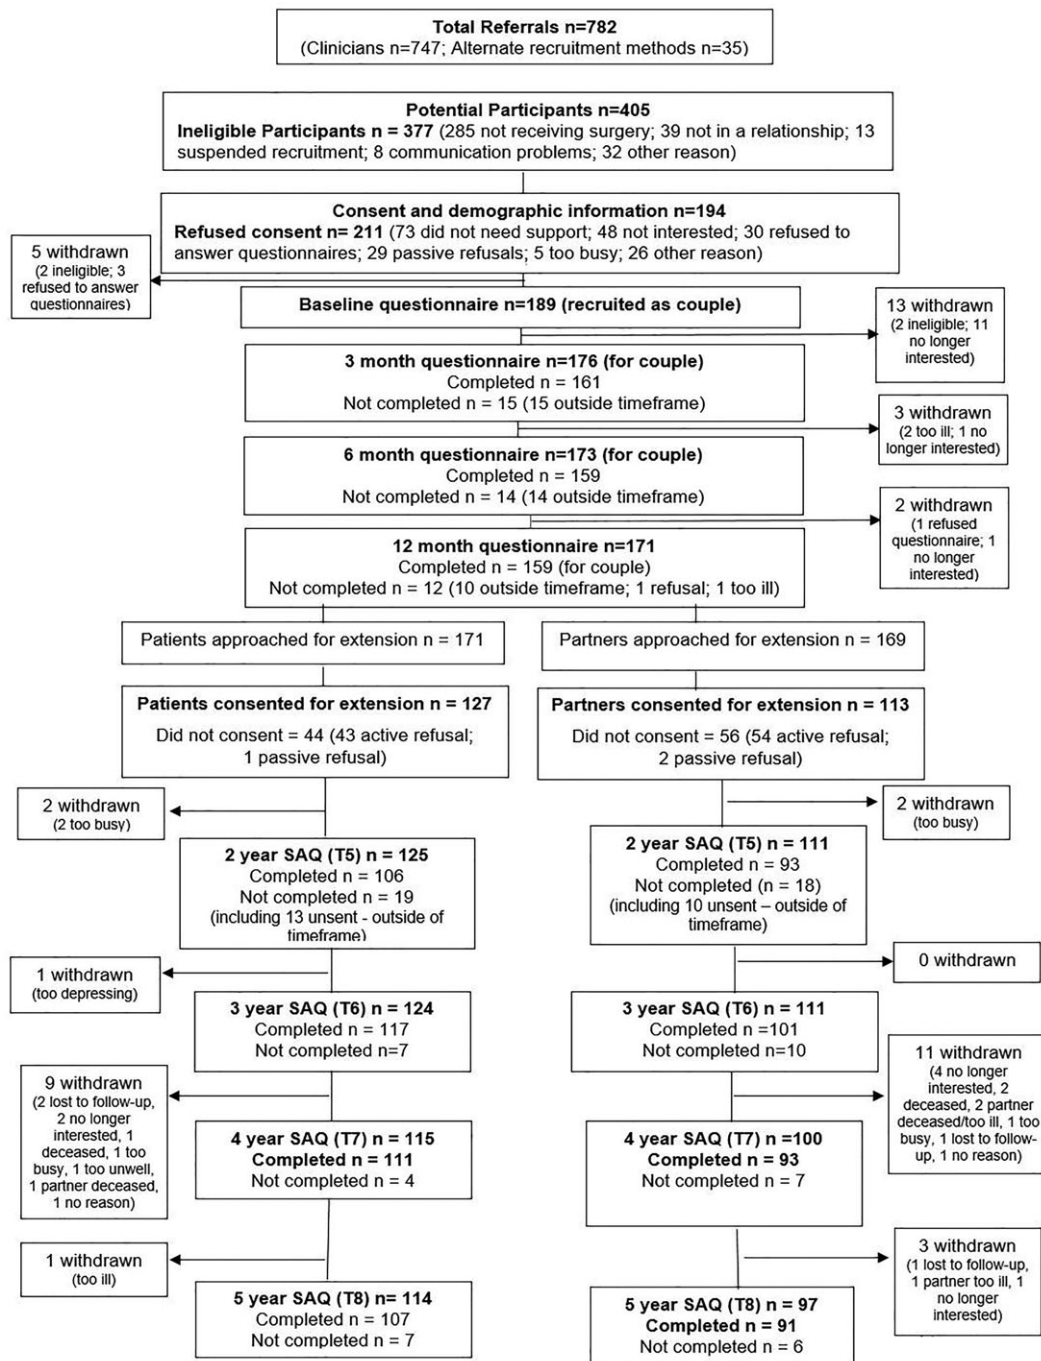 Total Referrals n=782
(Clinicians n=747; Alternate recruitment methods n=35)
Potential Participants n=405
Ineligible Participants n = 377 (285 not receiving surgery; 39 not in a relationship; 13
suspended recruitment; 8 communication problems; 32 other reason)
Consent and demographic information n=194
Refused consent n= 211 (73 did not need support; 48 not interested; 30 refused to
answer questionnaires; 29 passive refusals; 5 too busy; 26 other reason)
5 withdrawn
(2 ineligible; 3
refused to answer
questionnaires)
Baseline questionnaire n=189 (recruited as couple)
13 withdrawn
(2 ineligible; 11
no longer
interested)
3 month questionnaire n=176 (for couple)
Completed n = 161
Not completed n = 15 (15 outside timeframe)
3 withdrawn
(2 too ill; 1 no
longer interested)
6 month questionnaire n=173 (for couple)
Completed n = 159
Not completed n = 14 (14 outside timeframe)
2 withdrawn
(1 refused
questionnaire; 1
no longer
interested)
12 month questionnaire n=171
Completed n = 159 (for couple)
Not completed n = 12 (10 outside timeframe; 1 refusal; 1 too ill)
Patients approached for extension n = 171
Partners approached for extension n = 169
Patients consented for extension n = 127
Did not consent = 44 (43 active refusal;
1 passive refusal)
Partners consented for extension n = 113
Did not consent = 56 (54 active refusal;
2 passive refusal)
2 withdrawn
(2 too busy)
2 withdrawn
(too busy)
2 year SAQ (T5) n = 125
Completed n = 106
Not completed n = 19
(including 13 unsent - outside of
timeframe)
2 year SAQ (T5) n = 111
Completed n = 93
Not completed (n = 18)
(including 10 unsent – outside of
timeframe)
1 withdrawn
(too depressing)
0 withdrawn
3 year SAQ (T6) n = 124
Completed n = 117
Not completed n=7
3 year SAQ (T6) n = 111
Completed n =101
Not completed n=10
9 withdrawn
(2 lost to follow-up,
2 no longer
interested, 1
deceased, 1 too
busy, 1 too unwell,
1 partner deceased,
1 no reason)
11 withdrawn
(4 no longer
interested, 2
deceased, 2 partner
deceased/too ill, 1 too
busy, 1 lost to follow-
up, 1 no reason)
4 year SAQ (T7) n = 115
Completed n = 111
Not completed n = 4
4 year SAQ (T7) n =100
Completed n = 93
Not completed n = 7
1 withdrawn
(too ill)
3 withdrawn
(1 lost to follow-up,
1 partner too ill, 1
no longer
interested)
5 year SAQ (T8) n= 114
Completed n = 107
Not completed n = 7
5 year SAQ (T8) n = 97
Completed n = 91
Not completed n = 6